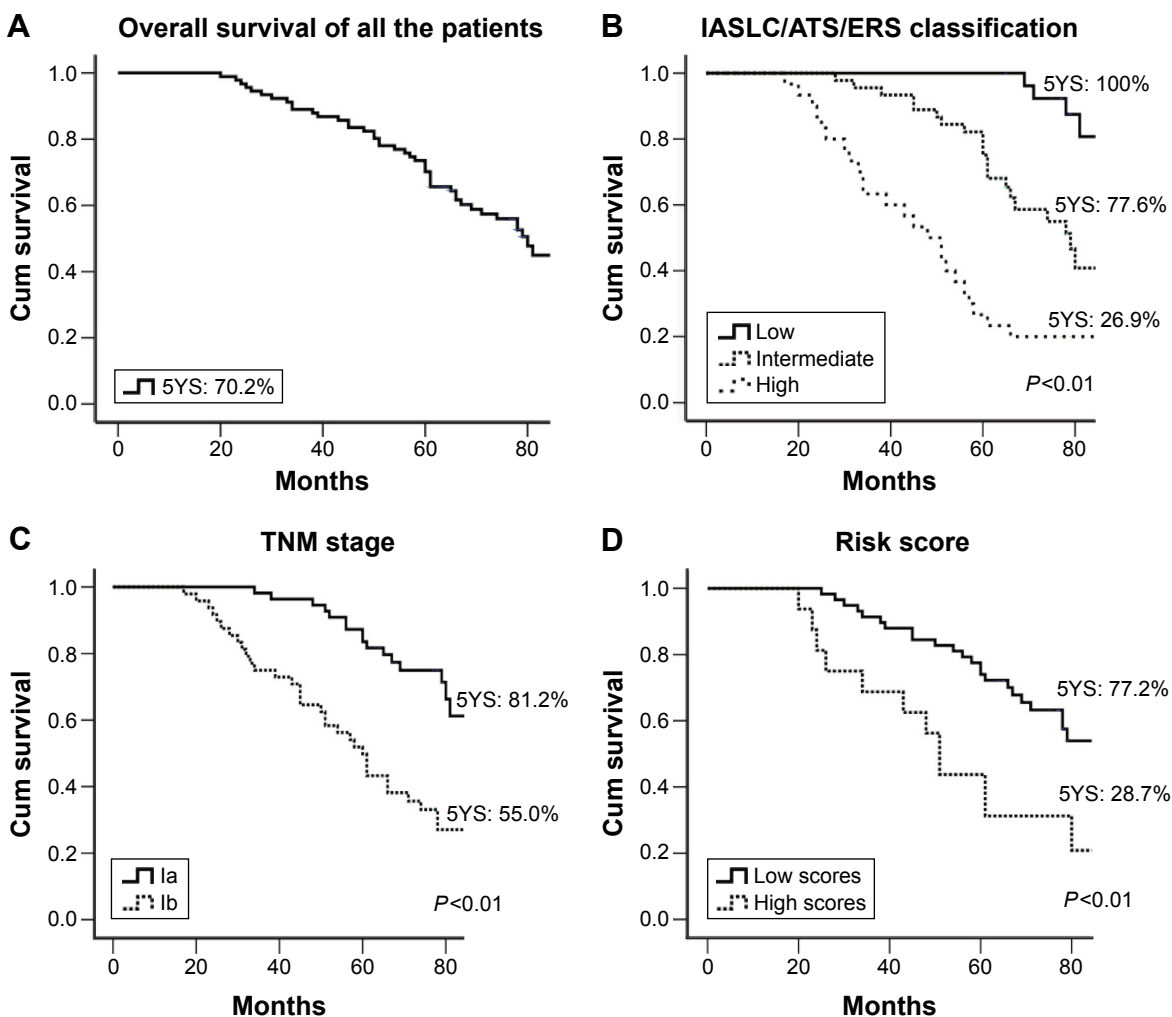 A
Overall survival of all the patients
1.0
0.8
0.6
0.4
0.2
0.0
Cum survival
5YS: 70.2%
0 20 40 60 80
Months
B
IASLC/ATS/ERS classification
1.0
0.8
0.6
0.4
0.2
0.0
Cum survival
5YS: 100%
5YS: 77.6%
5YS: 26.9%
Low
Intermediate
High
P<0.01
0 20 40 60 80
Months
C
TNM stage
1.0
0.8
0.6
0.4
0.2
0.0
Cum survival
5YS: 81.2%
5YS: 55.0%
Ia
Ib
P<0.01
0 20 40 60 80
Months
D
Risk score
1.0
0.8
0.6
0.4
0.2
0.0
Cum survival
5YS: 77.2%
5YS: 28.7%
Low scores
High scores
P<0.01
0 20 40 60 80
Months